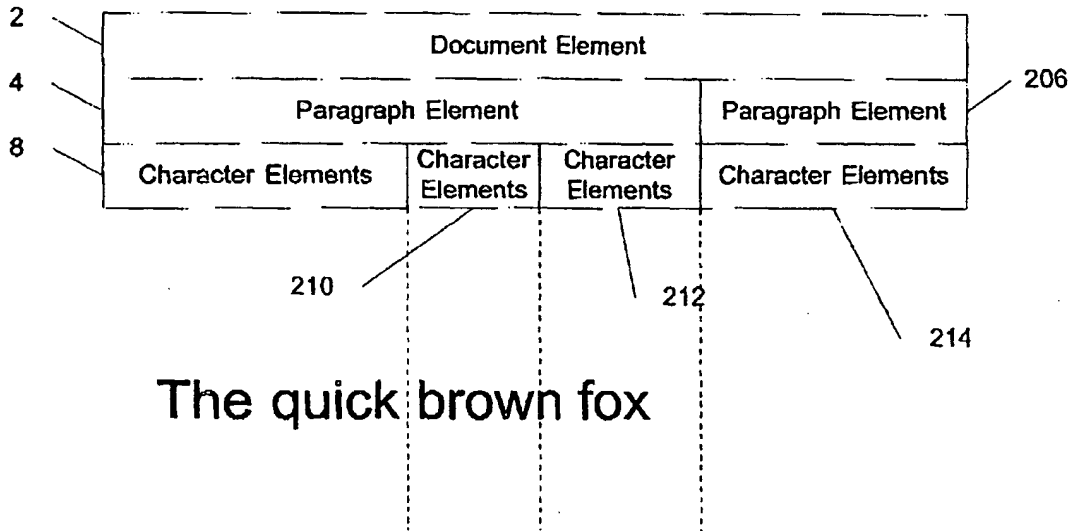 2
Document Element
4
206
Paragraph Element Paragraph Element
8
Character Elements Character Elements Character Elements Character Elements
210
212
214
The quick brown fox